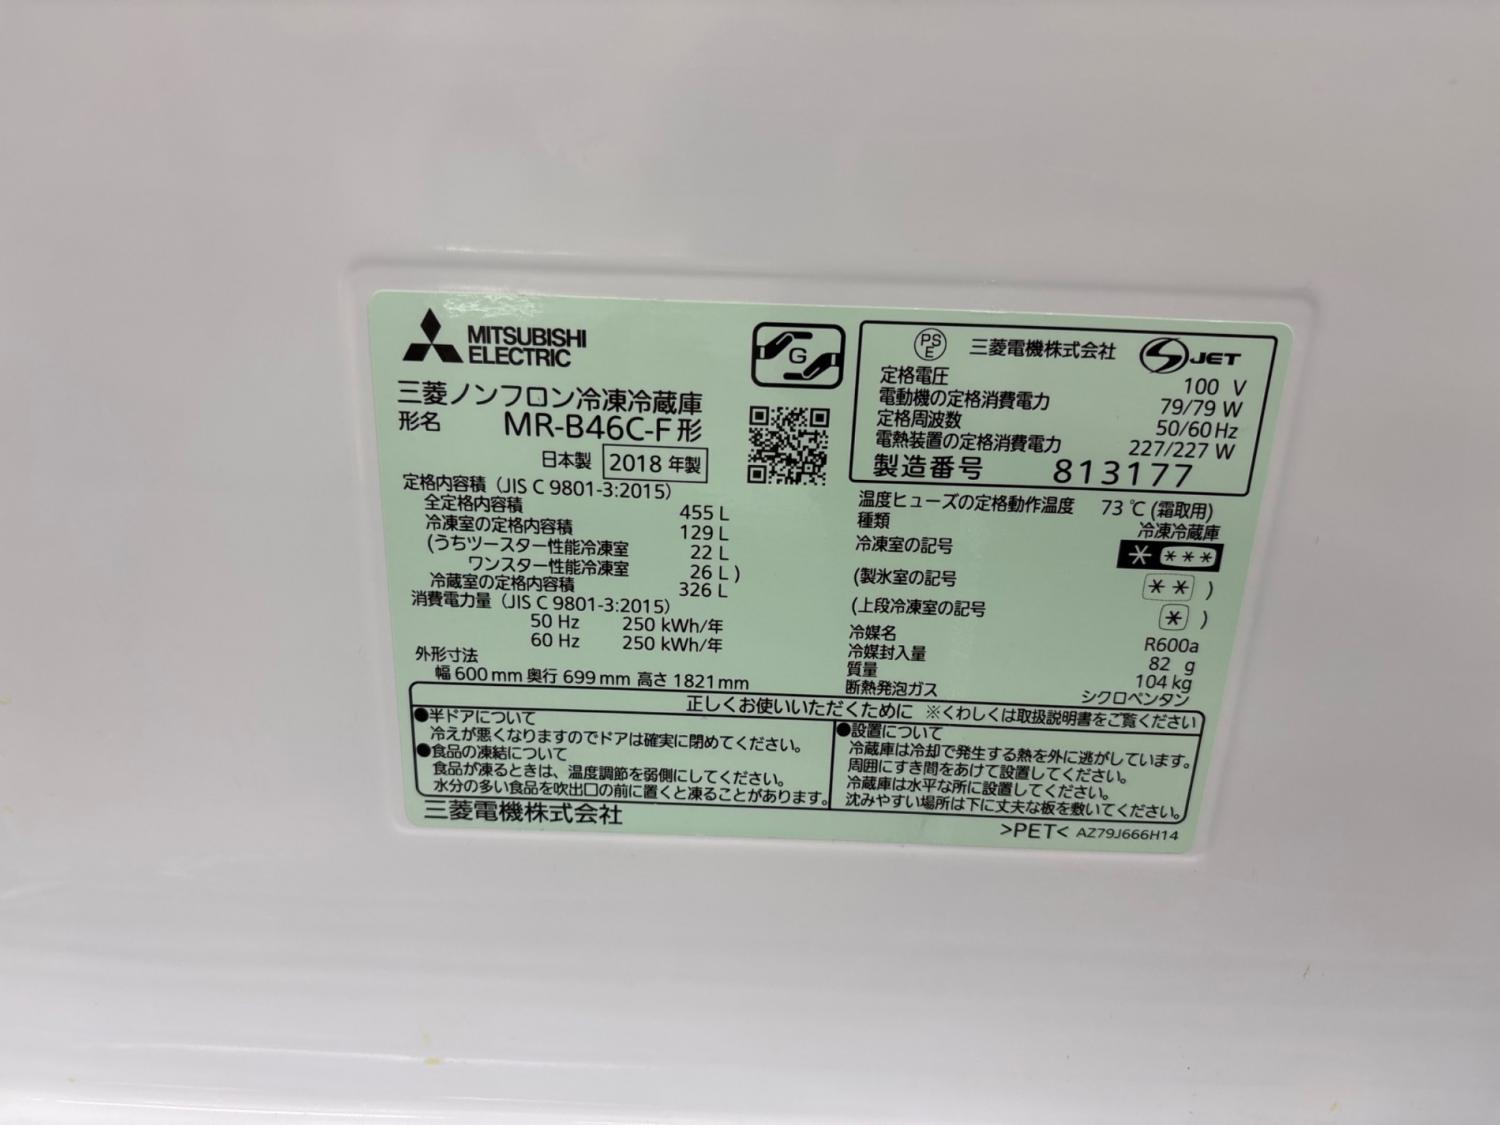 MITSUBISHI
ELECTRIC
三菱ノンフロン冷凍冷蔵庫
形名 MR-B46C-F形
日本製 2018 年製
定格内容積 (JIS C 9801-3:2015)
全定格内容積 455 L
冷凍室の定格内容積 129 L
(うちツースター性能冷凍室 22 L
ワンスター性能冷凍室 26 L )
冷蔵室の定格内容積 326 L
消費電力量 (JIS C 9801-3:2015)
50 Hz 250 kWh/年
60 Hz 250 kWh/年
外形寸法
幅 600 mm 奥行 699 mm 高さ 1821 mm
G
PS
E
三菱電機株式会社
S JET
定格電圧 100 V
電動機の定格消費電力 79/79 W
定格周波数 50/60 Hz
電熱装置の定格消費電力 227/227 W
製造番号 813177
温度ヒューズの定格動作温度 73 ℃ (霜取用)
種類 冷凍冷蔵庫
冷凍室の記号 * ***
(製氷室の記号 ** )
(上段冷凍室の記号 * )
冷媒名 R600a
冷媒封入量 82 g
質量 104 kg
断熱発泡ガス シクロペンタン
正しくお使いいただくために ※くわしくは取扱説明書をご覧ください
●半ドアについて
冷えが悪くなりますのでドアは確実に閉めてください。
●食品の凍結について
食品が凍るときは、温度調節を弱側にしてください。
水分の多い食品を吹出口の前に置くと凍ることがあります。
●設置について
冷蔵庫は冷却で発生する熱を外に逃がしています。
周囲にすき間をあけて設置してください。
冷蔵庫は水平な所に設置してください。
沈みやすい場所は下に丈夫な板を敷いてください。
三菱電機株式会社
>PET< AZ79J666H14